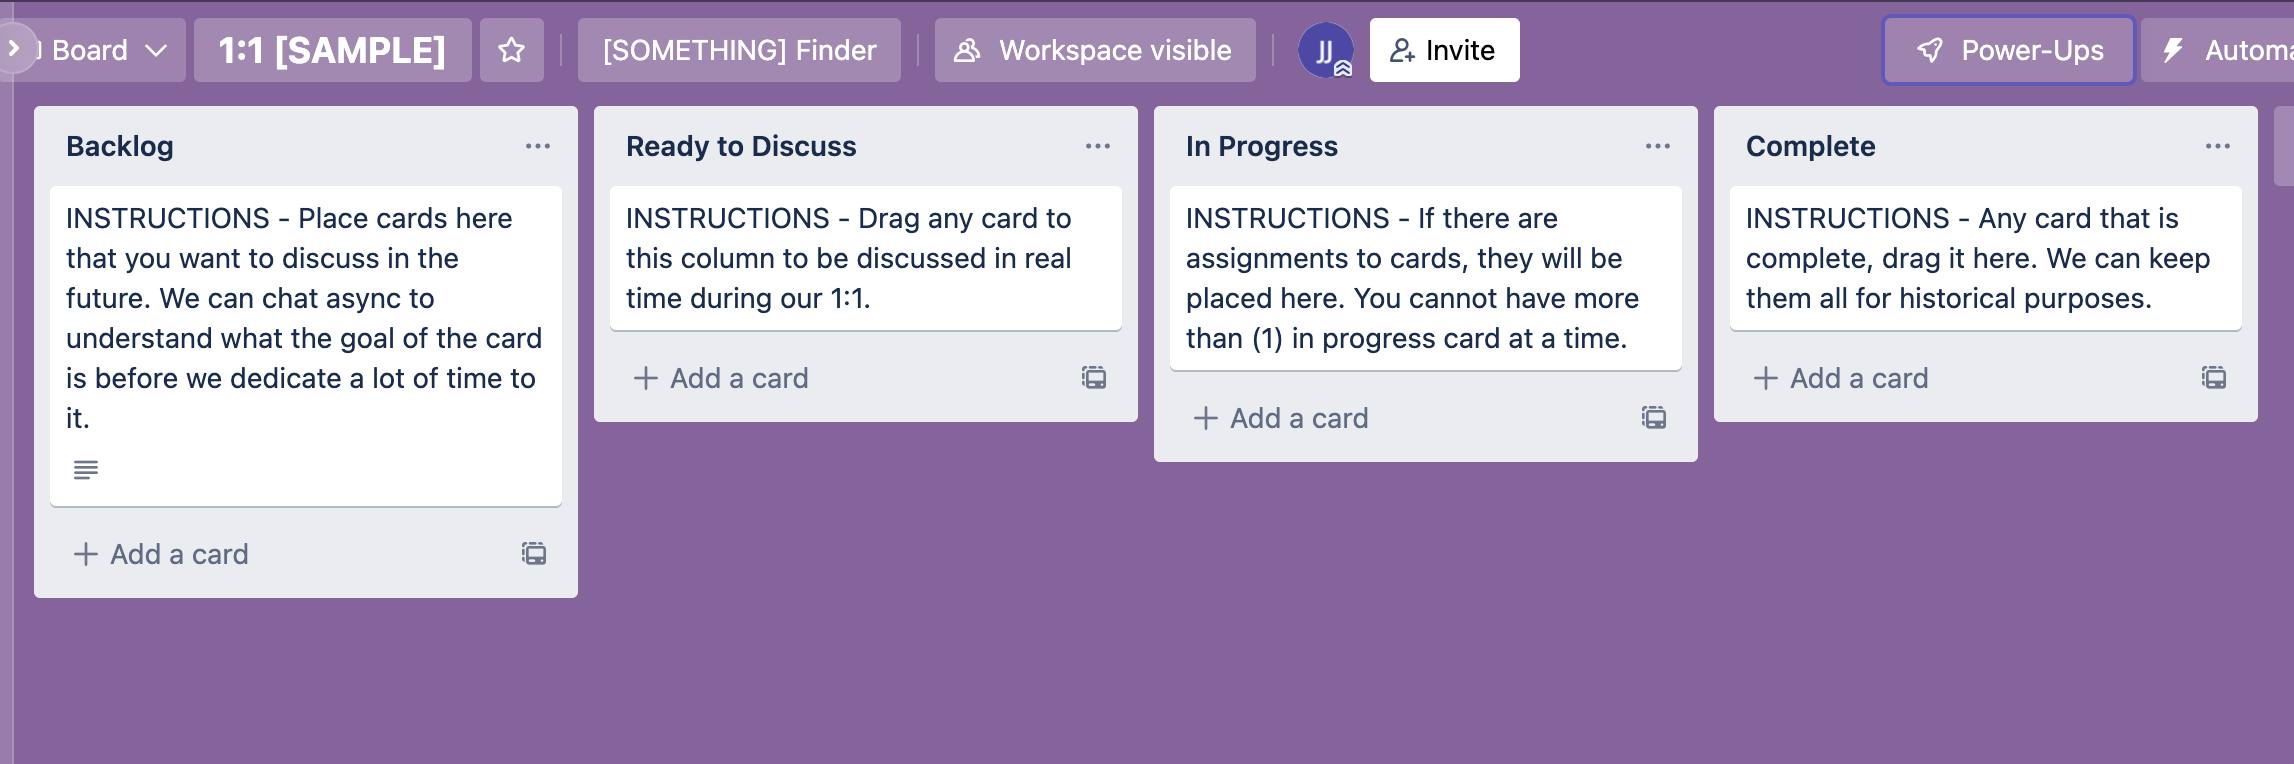 Board
1:1 [SAMPLE]
[SOMETHING] Finder
Workspace visible
JJ
Invite
Power-Ups
Backlog
INSTRUCTIONS - Place cards here
that you want to discuss in the
future. We can chat async to
understand what the goal of the card
is before we dedicate a lot of time to
it.
Add a card
Ready to Discuss
INSTRUCTIONS - Drag any card to
this column to be discussed in real
time during our 1:1.
Add a card
In Progress
INSTRUCTIONS - If there are
assignments to cards, they will be
placed here. You cannot have more
than (1) in progress card at a time.
Add a card
Complete
INSTRUCTIONS - Any card that is
complete, drag it here. We can keep
them all for historical purposes.
Add a card